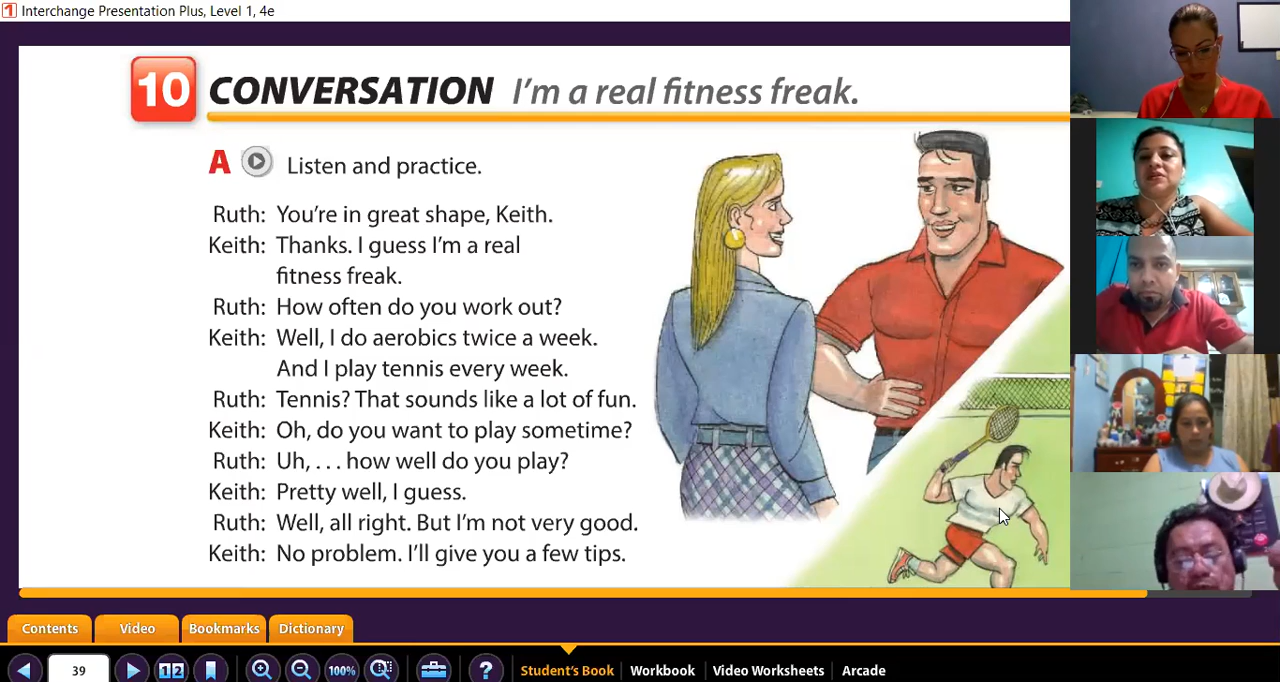 Interchange Presentation Plus, Level 1, 4e
10 CONVERSATION I'm a real fitness freak.
A Listen and practice.
Ruth: You're in great shape, Keith.
Keith: Thanks. I guess I'm a real
fitness freak.
Ruth: How often do you work out?
Keith: Well, I do aerobics twice a week.
And I play tennis every week.
Ruth: Tennis? That sounds like a lot of fun.
Keith: Oh, do you want to play sometime?
Ruth: Uh, . . . how well do you play?
Keith: Pretty well, I guess.
Ruth: Well, all right. But I'm not very good.
Keith: No problem. I'll give you a few tips.
Contents Video Bookmarks Dictionary
39 1 2 100% ? Student's Book Workbook Video Worksheets Arcade